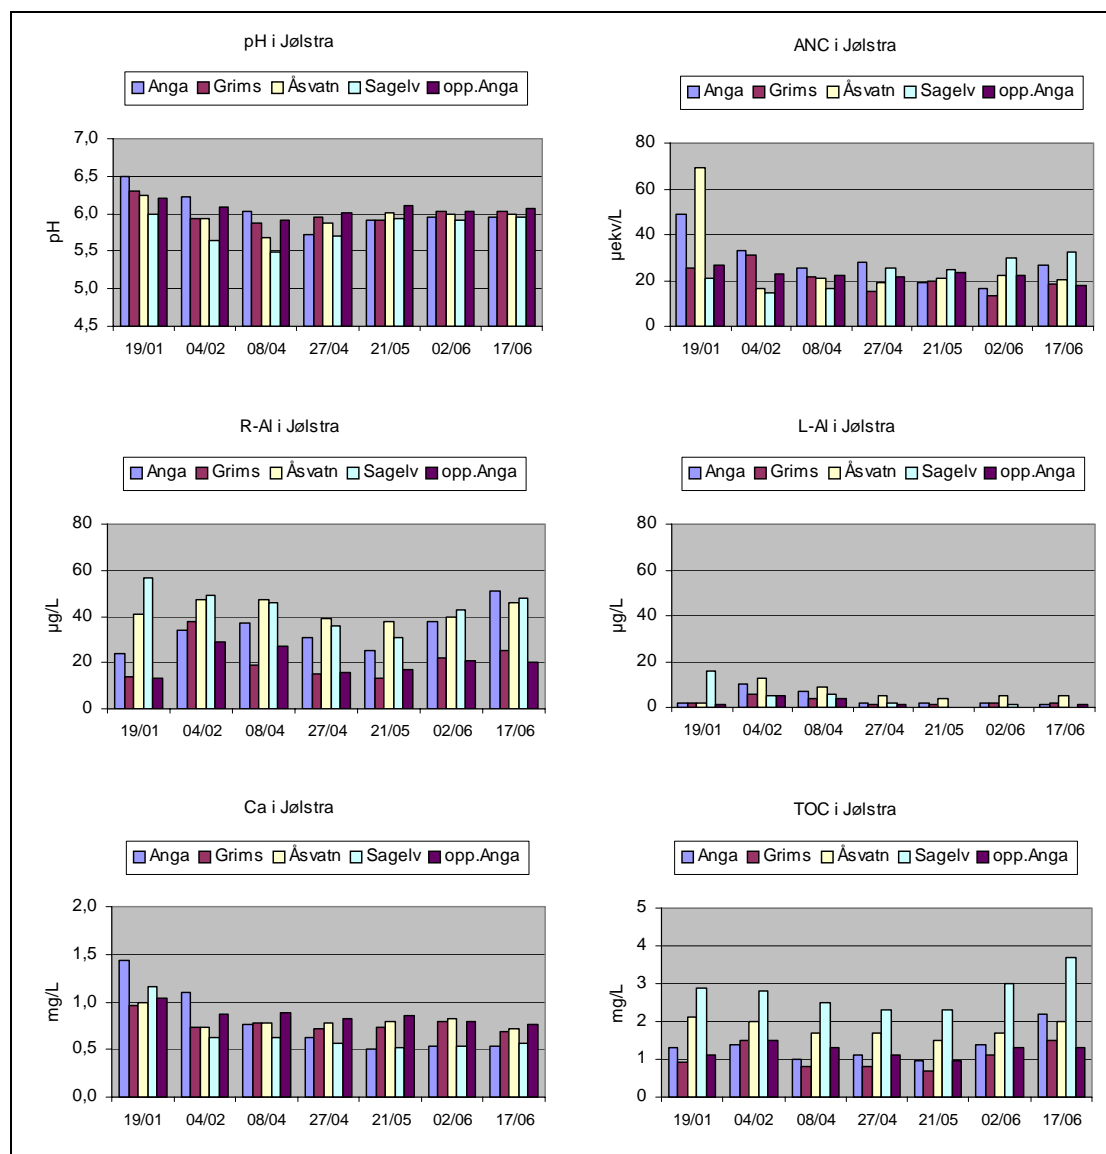 pH i Jølstra
Anga Grims Åsvatn Sagelv opp.Anga
7,0
6,5
6,0
5,5
5,0
4,5
pH
19/01 04/02 08/04 27/04 21/05 02/06 17/06
ANC i Jølstra
Anga Grims Åsvatn Sagelv opp.Anga
80
60
40
20
0
µekv/L
19/01 04/02 08/04 27/04 21/05 02/06 17/06
R-Al i Jølstra
Anga Grims Åsvatn Sagelv opp.Anga
80
60
40
20
0
µg/L
19/01 04/02 08/04 27/04 21/05 02/06 17/06
L-Al i Jølstra
Anga Grims Åsvatn Sagelv opp.Anga
80
60
40
20
0
µg/L
19/01 04/02 08/04 27/04 21/05 02/06 17/06
Ca i Jølstra
Anga Grims Åsvatn Sagelv opp.Anga
2,0
1,5
1,0
0,5
0,0
mg/L
19/01 04/02 08/04 27/04 21/05 02/06 17/06
TOC i Jølstra
Anga Grims Åsvatn Sagelv opp.Anga
5
4
3
2
1
0
mg/L
19/01 04/02 08/04 27/04 21/05 02/06 17/06